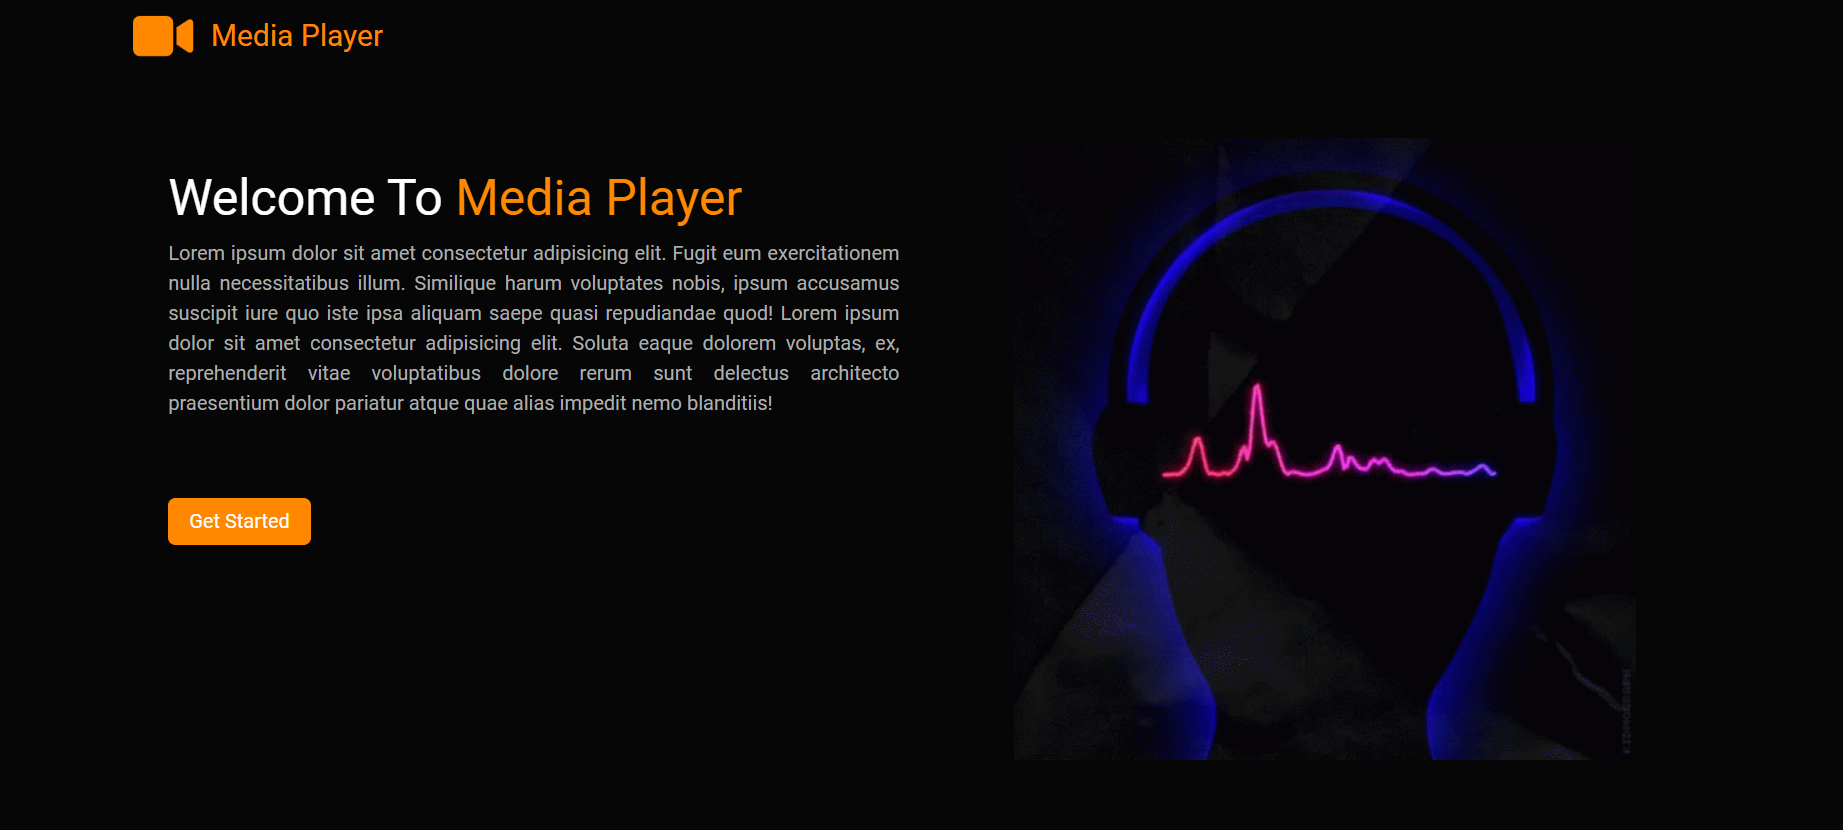 Media Player
Welcome To Media Player
Lorem ipsum dolor sit amet consectetur adipisicing elit. Fugit eum exercitationem
nulla necessitatibus illum. Similique harum voluptates nobis, ipsum accusamus
suscipit iure quo iste ipsa aliquam saepe quasi repudiandae quod! Lorem ipsum
dolor sit amet consectetur adipisicing elit. Soluta eaque dolorem voluptas, ex,
reprehenderit vitae voluptatibus dolore rerum sunt delectus architecto
praesentium dolor pariatur atque quae alias impedit nemo blanditiis!
Get Started
KIDMOGRAPH